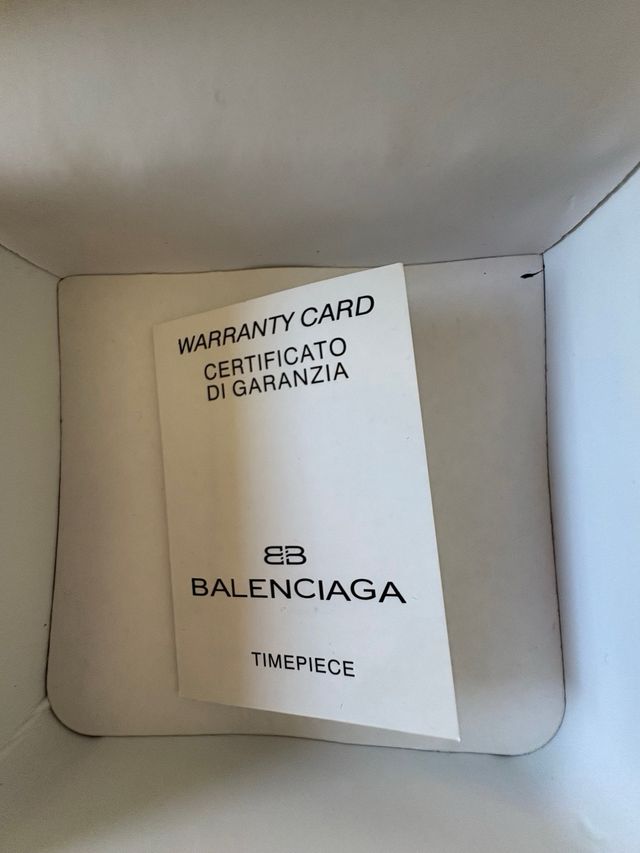 WARRANTY CARD
CERTIFICATO
DI GARANZIA
BB
BALENCIAGA
TIMEPIECE